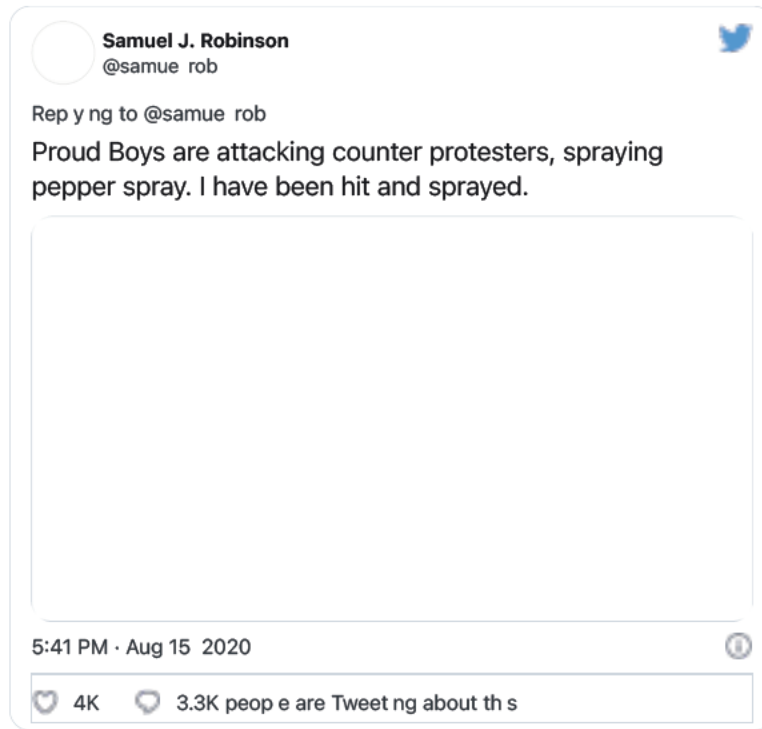 Samuel J. Robinson
@samue rob
Rep y ng to @samue rob
Proud Boys are attacking counter protesters, spraying
pepper spray. I have been hit and sprayed.
5:41 PM · Aug 15 2020
4K 3.3K peop e are Tweet ng about th s